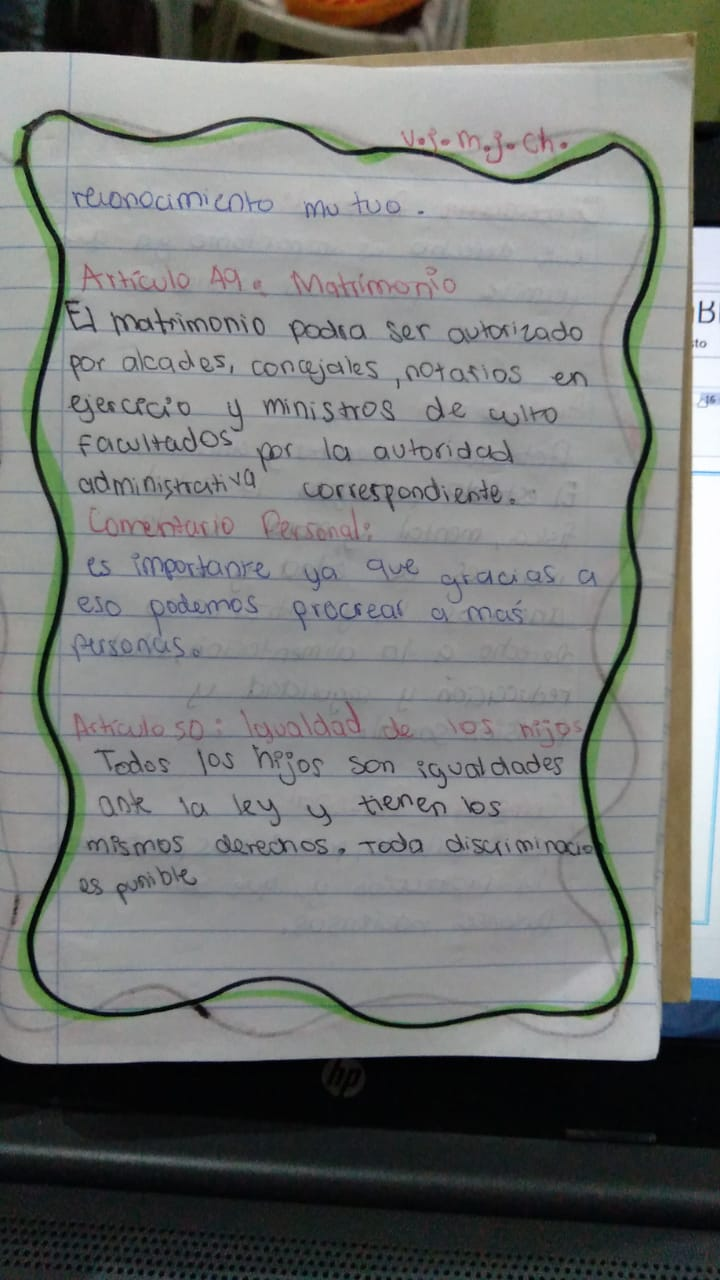 V.j.m.j.ch.
reconocimiento mutuo.
Artículo 49: Matrimonio
El matrimonio podra ser autorizado
por alcades, concejales, notarios en
ejercicio y ministros de culto
facultados por la autoridad
administrativa correspondiente.
Comentario Personal:
es importante ya que gracias a
eso podemos procrear a mas
personas.
Artículo 50: Igualdad de los hijos
Todos los hijos son igualdades
ante la ley y tienen los
mismos derechos. Toda discriminacio
es punible
hp